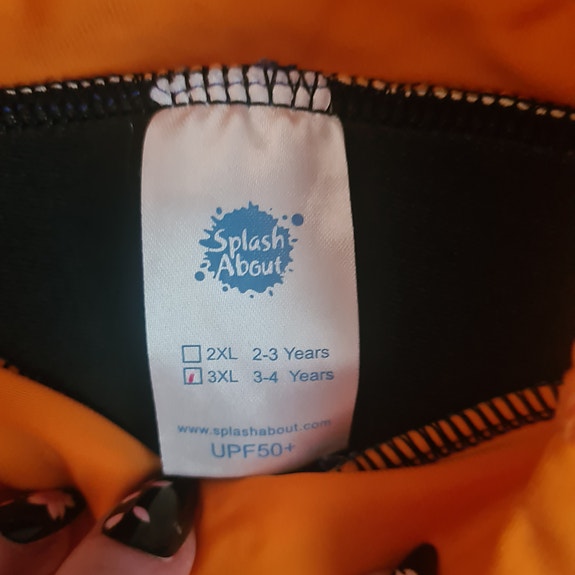 Splash
About
2XL 2-3 Years
3XL 3-4 Years
www.splashabout.com
UPF50+